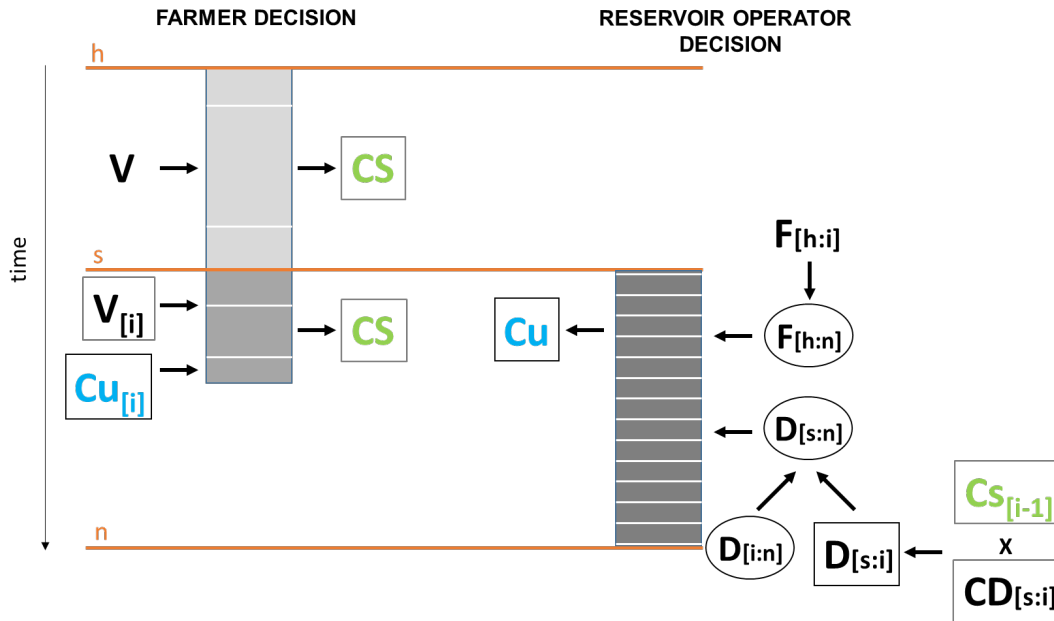 FARMER DECISION
RESERVOIR OPERATOR
DECISION
h
V
CS
time
F[h:i]
s
V[i]
CS
Cu
F[h:n]
Cu[i]
D[s:n]
Cs[i-1]
n
D[i:n]
D[s:i]
x
CD[s:i]